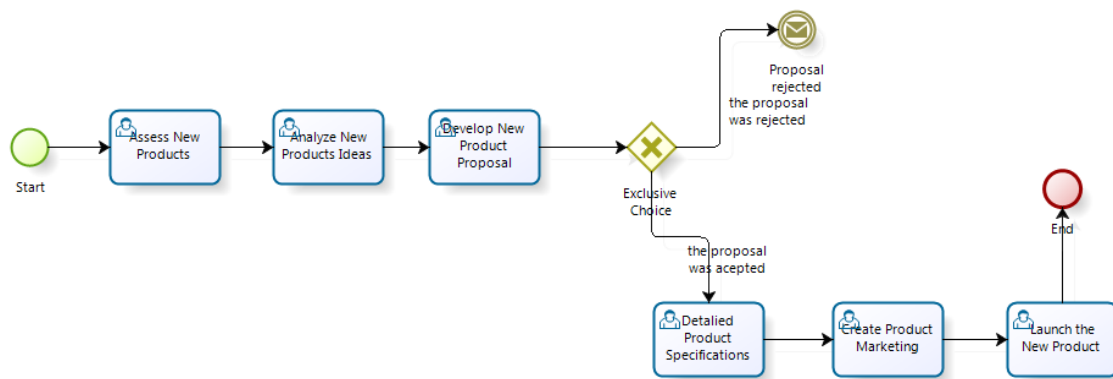 Start
Assess New
Products
Analyze New
Products Ideas
Develop New
Product
Proposal
Exclusive
Choice
Proposal
rejected
the proposal
was rejected
the proposal
was acepted
Detalied
Product
Specifications
Create Product
Marketing
Launch the
New Product
End